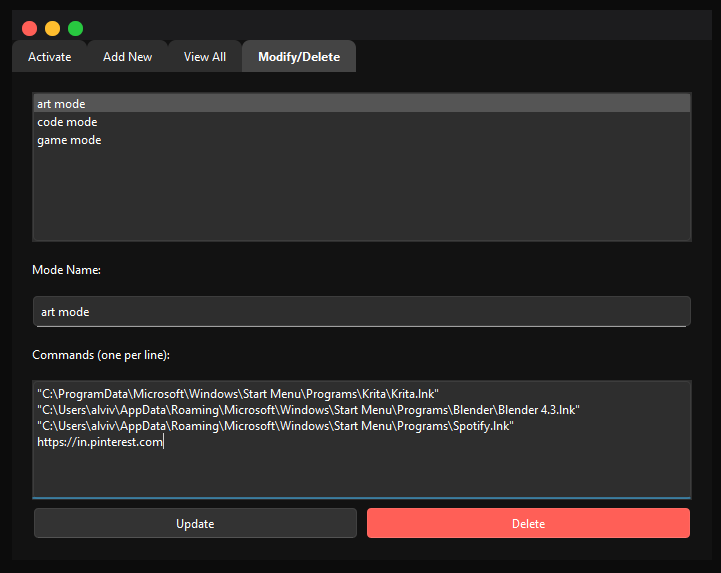 Activate Add New View All Modify/Delete
art mode
code mode
game mode
Mode Name:
art mode
Commands (one per line):
"C:\ProgramData\Microsoft\Windows\Start Menu\Programs\Krita\Krita.lnk"
"C:\Users\alviv\AppData\Roaming\Microsoft\Windows\Start Menu\Programs\Blender\Blender 4.3.lnk"
"C:\Users\alviv\AppData\Roaming\Microsoft\Windows\Start Menu\Programs\Spotify.lnk"
https://in.pinterest.com
Update Delete